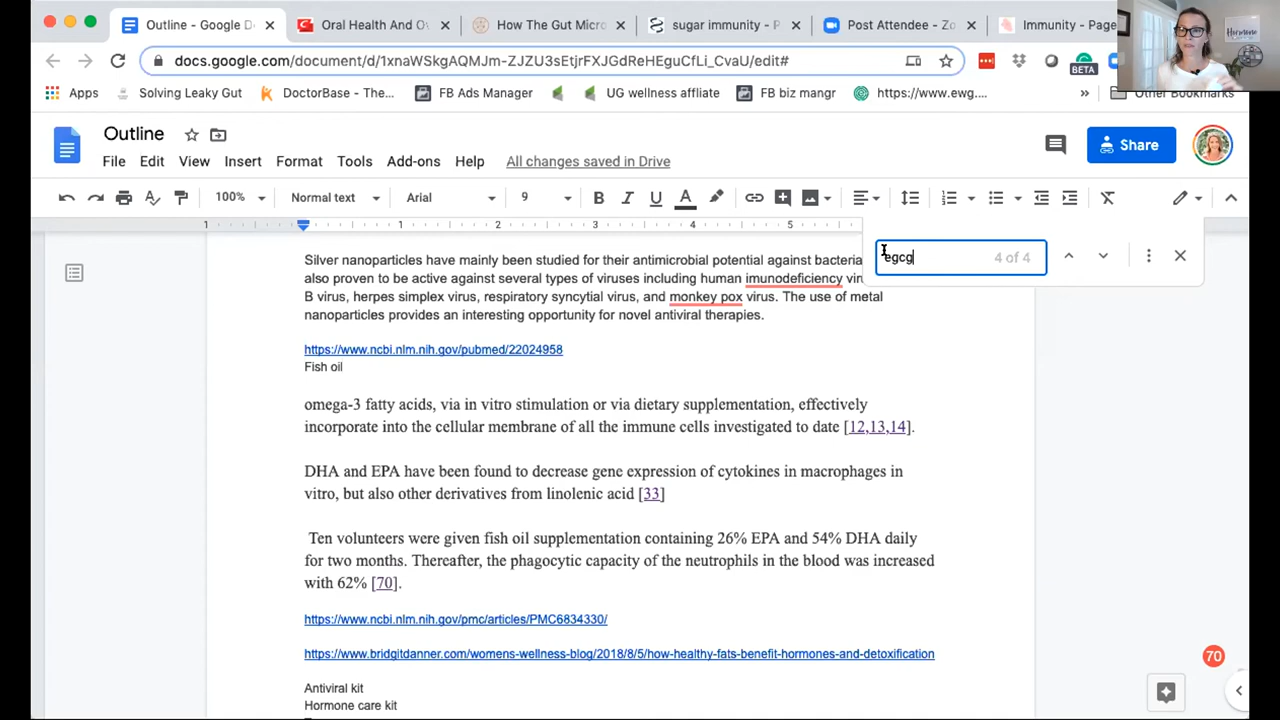 Outline - Google D
Oral Health And O
How The Gut Micro
sugar immunity - P
Post Attendee - Zo
Immunity - Page
docs.google.com/document/d/1xnaWSkgAQMJm-ZJZU3sEtjrFXJGdReHEguCfLi_CvaU/edit#
BETA
Apps
Solving Leaky Gut
DoctorBase - The...
FB Ads Manager
UG wellness affliate
FB biz mangr
https://www.ewg....
»
Other Bookmarks
Hormone
Outline
File Edit View Insert Format Tools Add-ons Help All changes saved in Drive
Share
100% Normal text Arial 9 B I U A
1 1 2 3 4 5
egcg 4 of 4
Silver nanoparticles have mainly been studied for their antimicrobial potential against bacteria
also proven to be active against several types of viruses including human imunodeficiency vir
B virus, herpes simplex virus, respiratory syncytial virus, and monkey pox virus. The use of metal
nanoparticles provides an interesting opportunity for novel antiviral therapies.
https://www.ncbi.nlm.nih.gov/pubmed/22024958
Fish oil
omega-3 fatty acids, via in vitro stimulation or via dietary supplementation, effectively
incorporate into the cellular membrane of all the immune cells investigated to date [12,13,14].
DHA and EPA have been found to decrease gene expression of cytokines in macrophages in
vitro, but also other derivatives from linolenic acid [33]
Ten volunteers were given fish oil supplementation containing 26% EPA and 54% DHA daily
for two months. Thereafter, the phagocytic capacity of the neutrophils in the blood was increased
with 62% [70].
https://www.ncbi.nlm.nih.gov/pmc/articles/PMC6834330/
https://www.bridgitdanner.com/womens-wellness-blog/2018/8/5/how-healthy-fats-benefit-hormones-and-detoxification
70
Antiviral kit
Hormone care kit